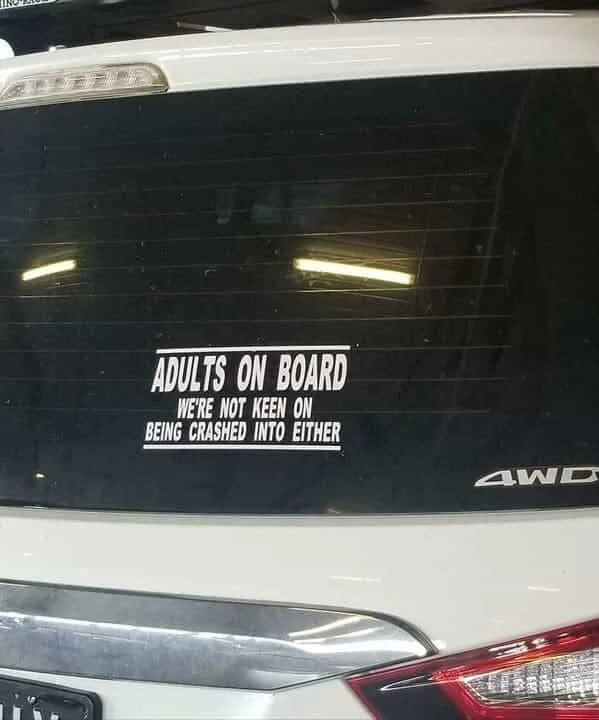 ADULTS ON BOARD
WE'RE NOT KEEN ON
BEING CRASHED INTO EITHER
4WD